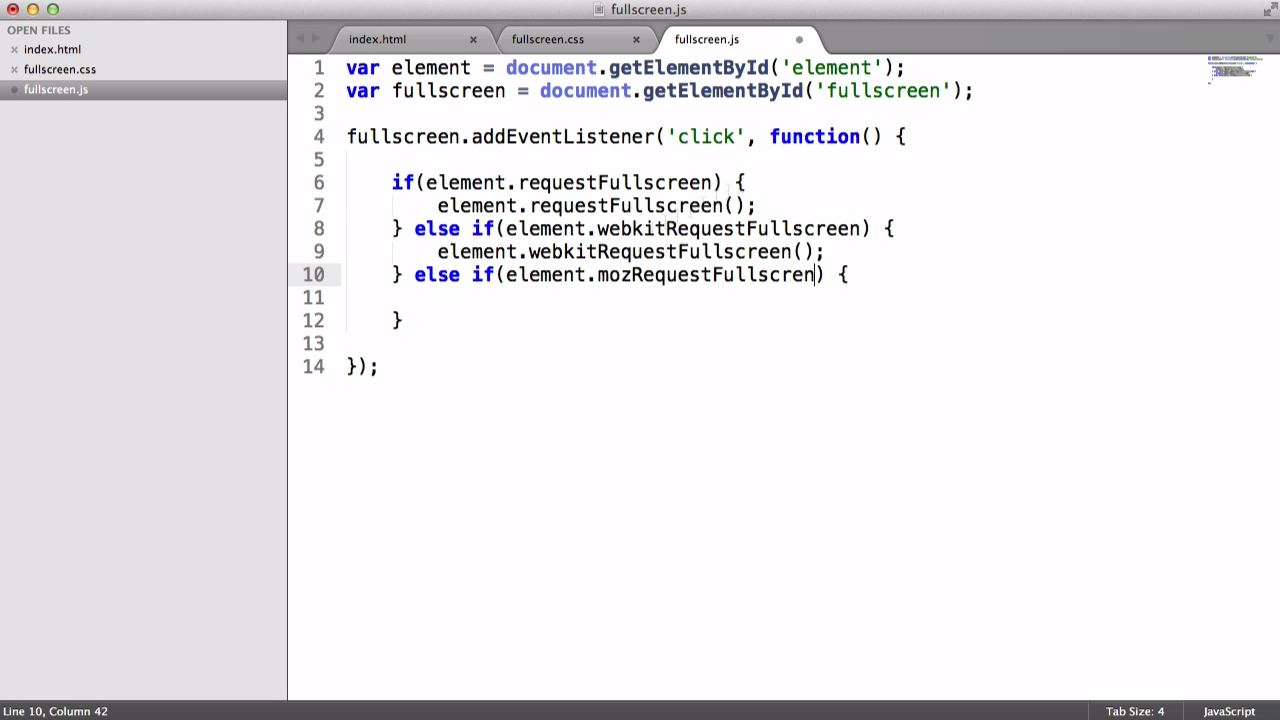 fullscreen.js
OPEN FILES
index.html
fullscreen.css
fullscreen.js
index.html
fullscreen.css
fullscreen.js
1 var element = document.getElementById('element');
2 var fullscreen = document.getElementById('fullscreen');
3
4 fullscreen.addEventListener('click', function() {
5
6 if(element.requestFullscreen) {
7 element.requestFullscreen();
8 } else if(element.webkitRequestFullscreen) {
9 element.webkitRequestFullscreen();
10 } else if(element.mozRequestFullscren) {
11
12 }
13
14 });
Line 10, Column 42
Tab Size: 4
JavaScript